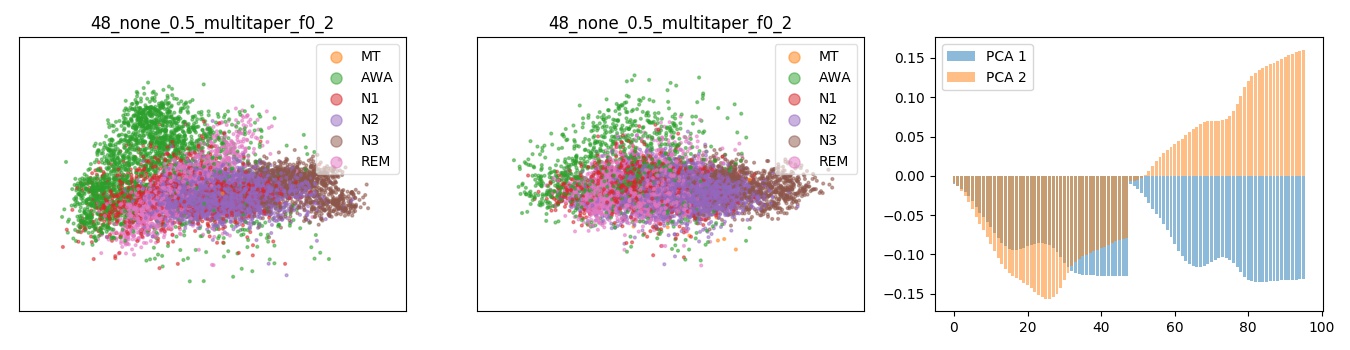 48_none_0.5_multitaper_f0_2
MT
AWA
N1
N2
N3
REM
48_none_0.5_multitaper_f0_2
MT
AWA
N1
N2
N3
REM
PCA 1
PCA 2
0.15
0.10
0.05
0.00
−0.05
−0.10
−0.15
0 20 40 60 80 100